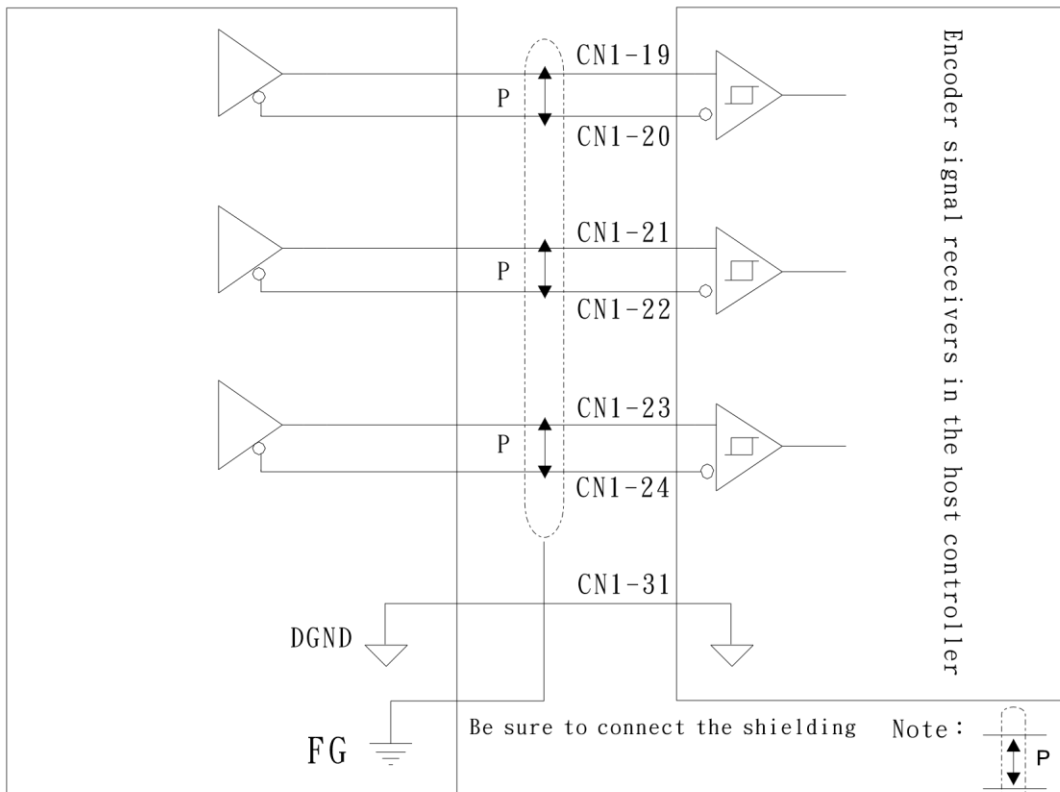 CN1-19
P
CN1-20
CN1-21
P
CN1-22
CN1-23
P
CN1-24
CN1-31
DGND
FG
Encoder signal receivers in the host controller
Be sure to connect the shielding
Note:
P